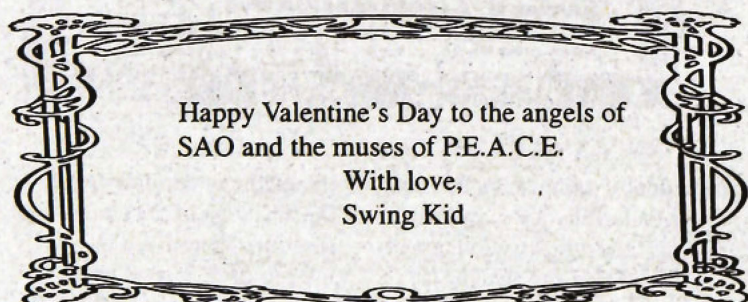 Happy Valentine's Day to the angels of
SAO and the muses of P.E.A.C.E.
With love,
Swing Kid